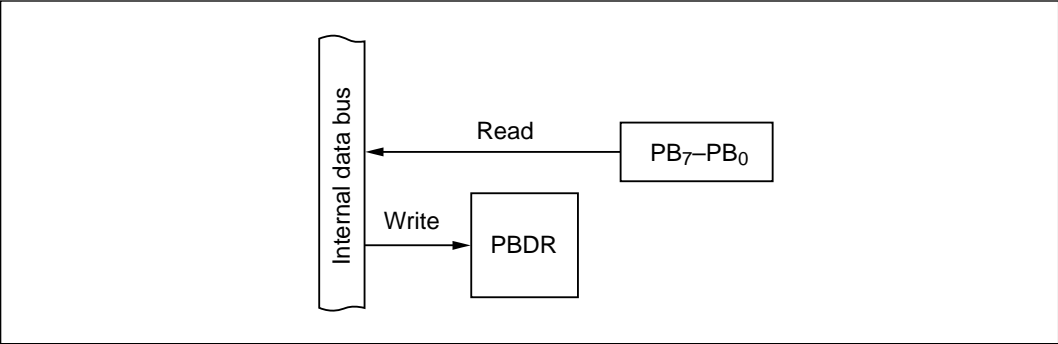 Internal data bus
Read
PB₇–PB₀
Write
PBDR